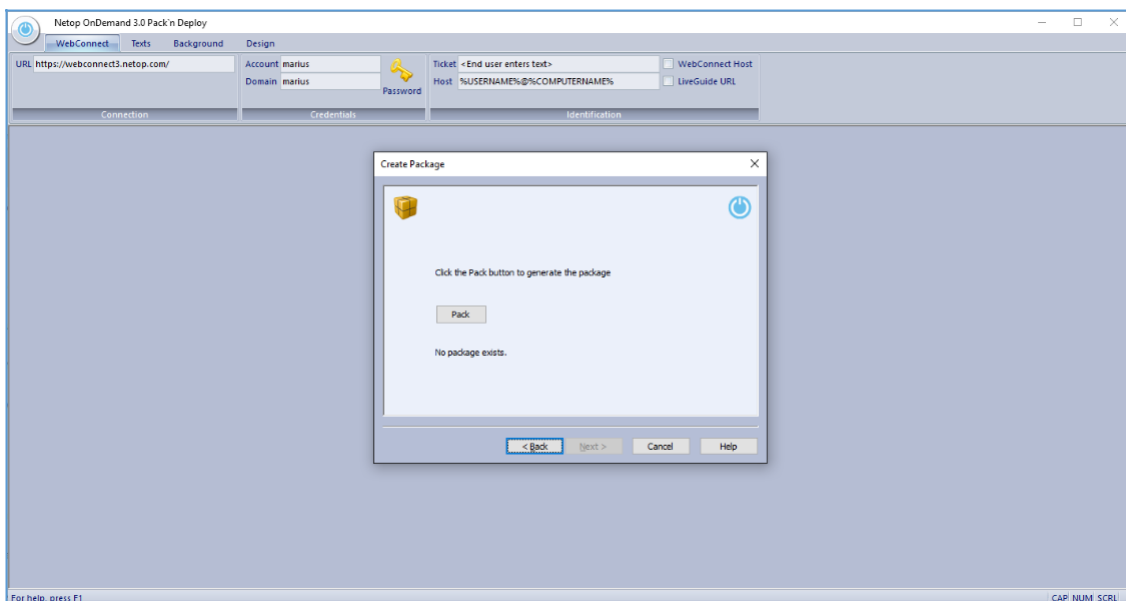 Netop OnDemand 3.0 Pack'n Deploy
WebConnect Texts Background Design
URL https://webconnect3.netop.com/
Account marius
Domain marius
Password
Ticket <End user enters text>
Host %USERNAME%@%COMPUTERNAME%
WebConnect Host
LiveGuide URL
Connection Credentials Identification
Create Package
Click the Pack button to generate the package
Pack
No package exists.
< Back Next > Cancel Help
For help, press F1 CAP NUM SCRL